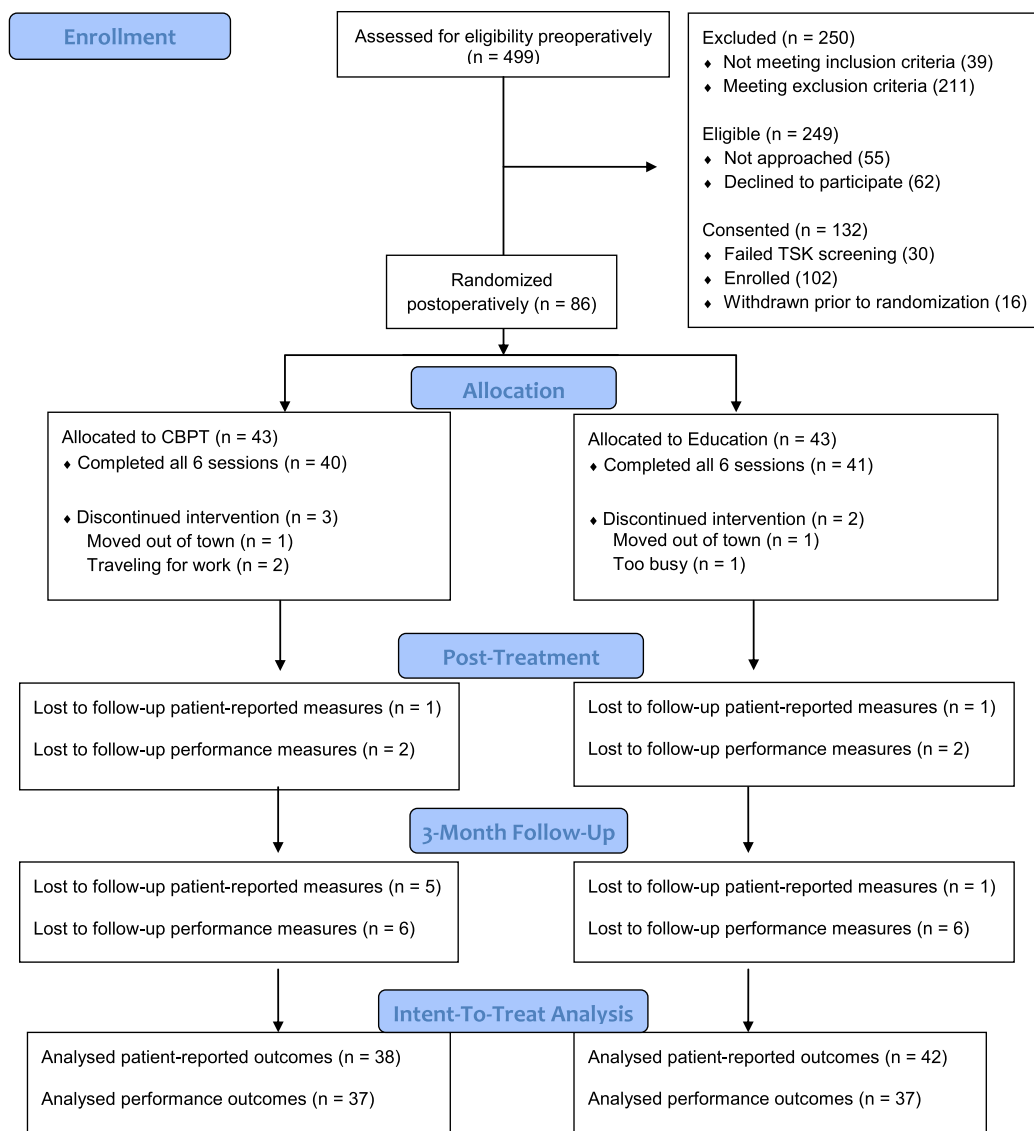 Enrollment
Assessed for eligibility preoperatively
(n = 499)
Excluded (n = 250)
♦ Not meeting inclusion criteria (39)
♦ Meeting exclusion criteria (211)
Eligible (n = 249)
♦ Not approached (55)
♦ Declined to participate (62)
Consented (n = 132)
♦ Failed TSK screening (30)
♦ Enrolled (102)
♦ Withdrawn prior to randomization (16)
Randomized
postoperatively (n = 86)
Allocation
Allocated to CBPT (n = 43)
♦ Completed all 6 sessions (n = 40)
♦ Discontinued intervention (n = 3)
Moved out of town (n = 1)
Traveling for work (n = 2)
Allocated to Education (n = 43)
♦ Completed all 6 sessions (n = 41)
♦ Discontinued intervention (n = 2)
Moved out of town (n = 1)
Too busy (n = 1)
Post-Treatment
Lost to follow-up patient-reported measures (n = 1)
Lost to follow-up performance measures (n = 2)
Lost to follow-up patient-reported measures (n = 1)
Lost to follow-up performance measures (n = 2)
3-Month Follow-Up
Lost to follow-up patient-reported measures (n = 5)
Lost to follow-up performance measures (n = 6)
Lost to follow-up patient-reported measures (n = 1)
Lost to follow-up performance measures (n = 6)
Intent-To-Treat Analysis
Analysed patient-reported outcomes (n = 38)
Analysed performance outcomes (n = 37)
Analysed patient-reported outcomes (n = 42)
Analysed performance outcomes (n = 37)